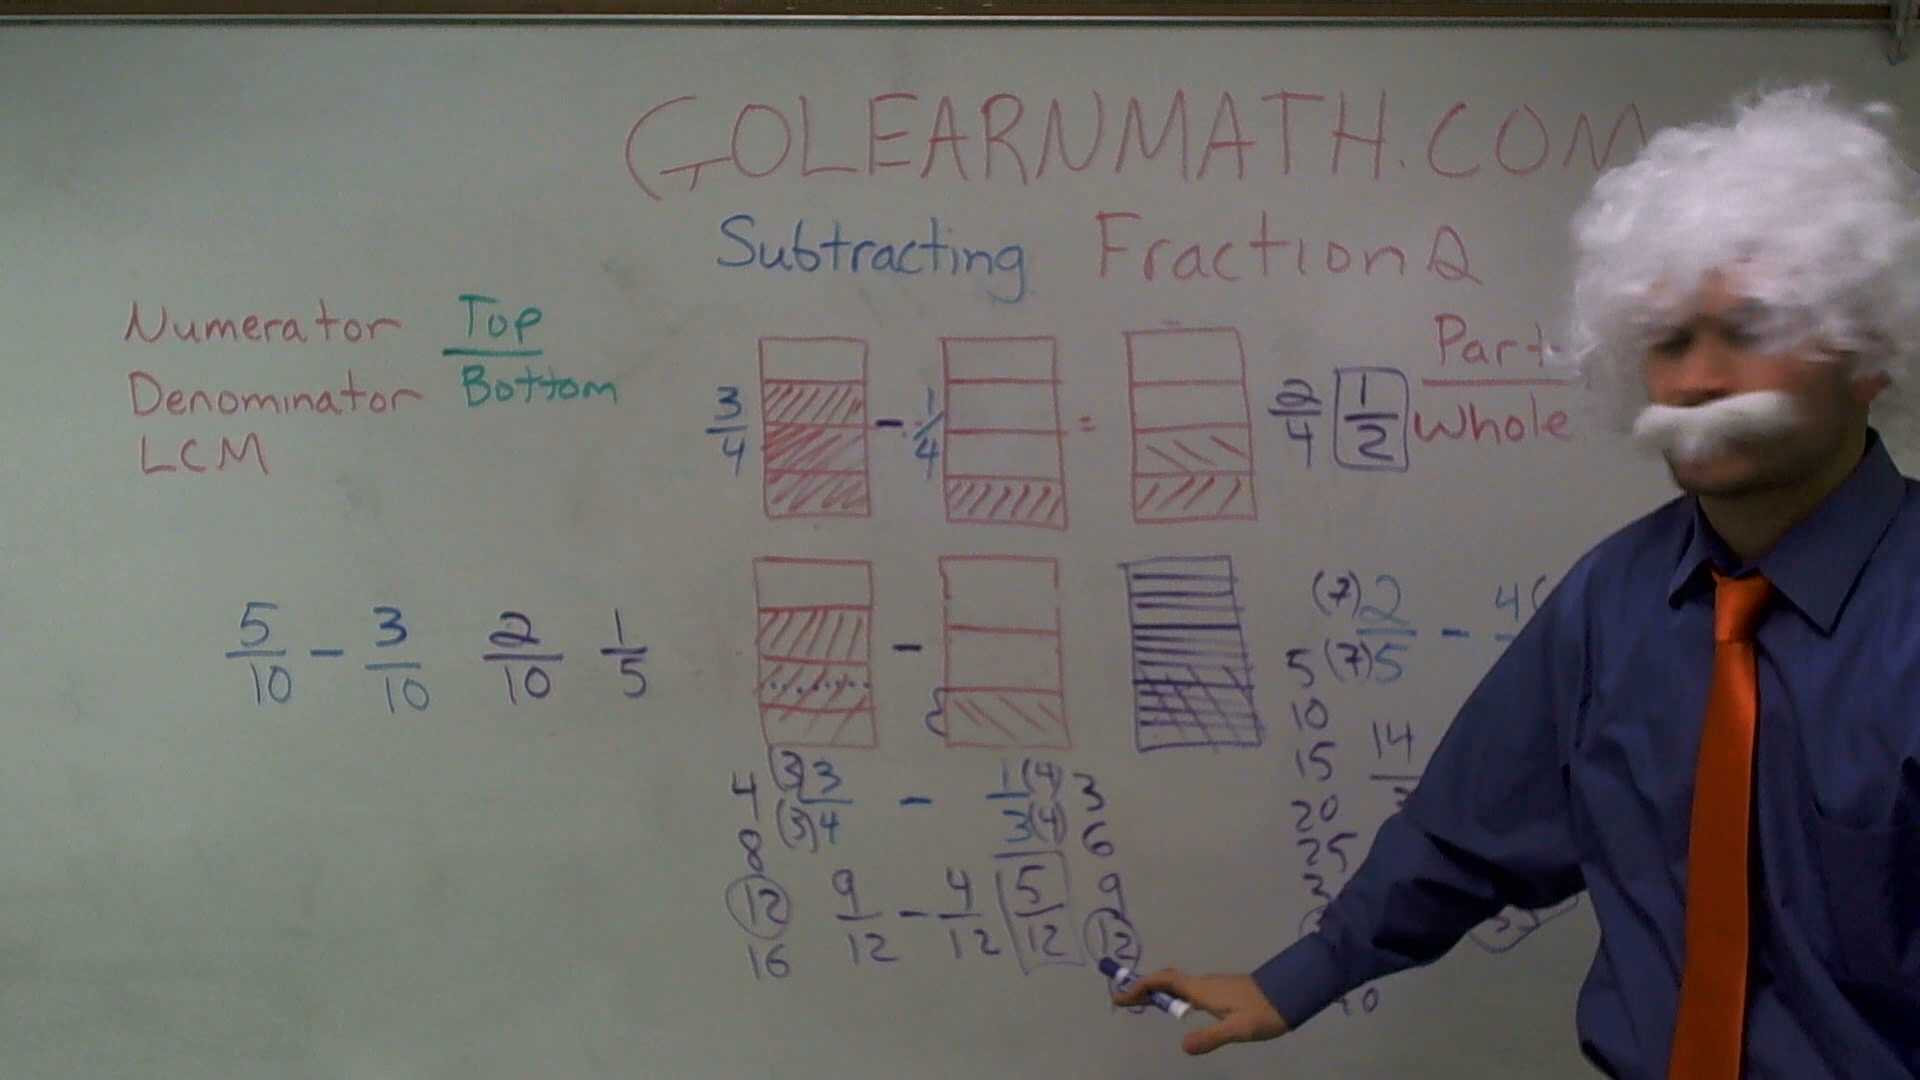 GOLEARNMATH.COM
Subtracting Fraction2
Numerator Top
Denominator Bottom
LCM
3/4 - 1/4 = 2/4 1/2
Part
Whole
5/10 - 3/10 2/10 1/5
-
(7)2 - 4(
5 (7)5
10
15 14
20
25
4 (3)3 - 1(4) 3
8 (3)4 3(4) 6
12 9/12 - 4/12 5/12 9
16 12